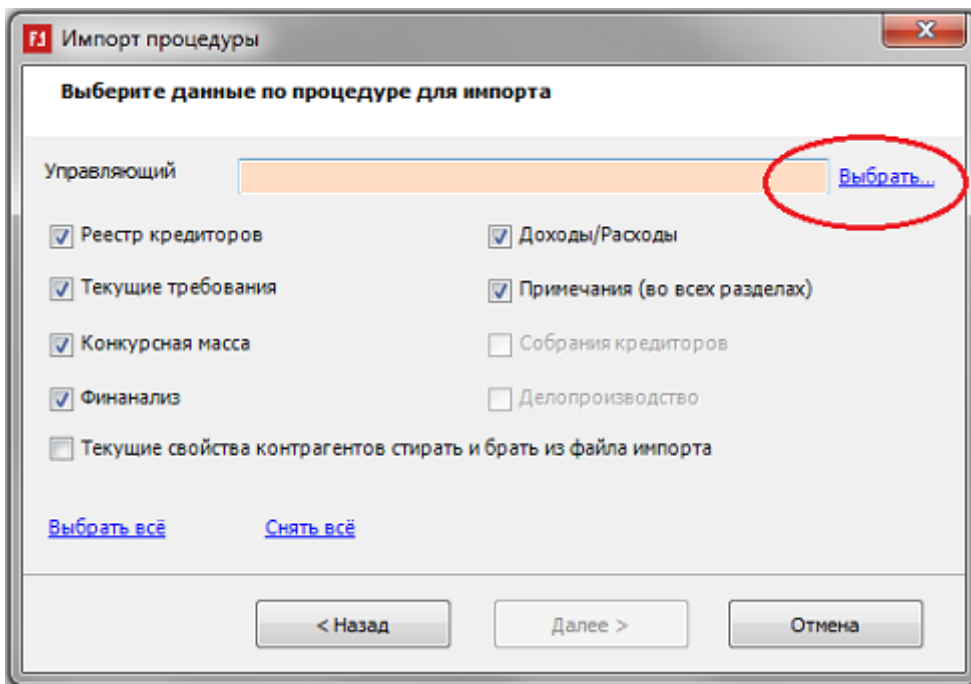 Импорт процедуры
Выберите данные по процедуре для импорта
Управляющий Выбрать...
Реестр кредиторов Доходы/Расходы
Текущие требования Примечания (во всех разделах)
Конкурсная масса Собрания кредиторов
Финанализ Делопроизводство
Текущие свойства контрагентов стирать и брать из файла импорта
Выбрать всё Снять всё
< Назад Далее > Отмена